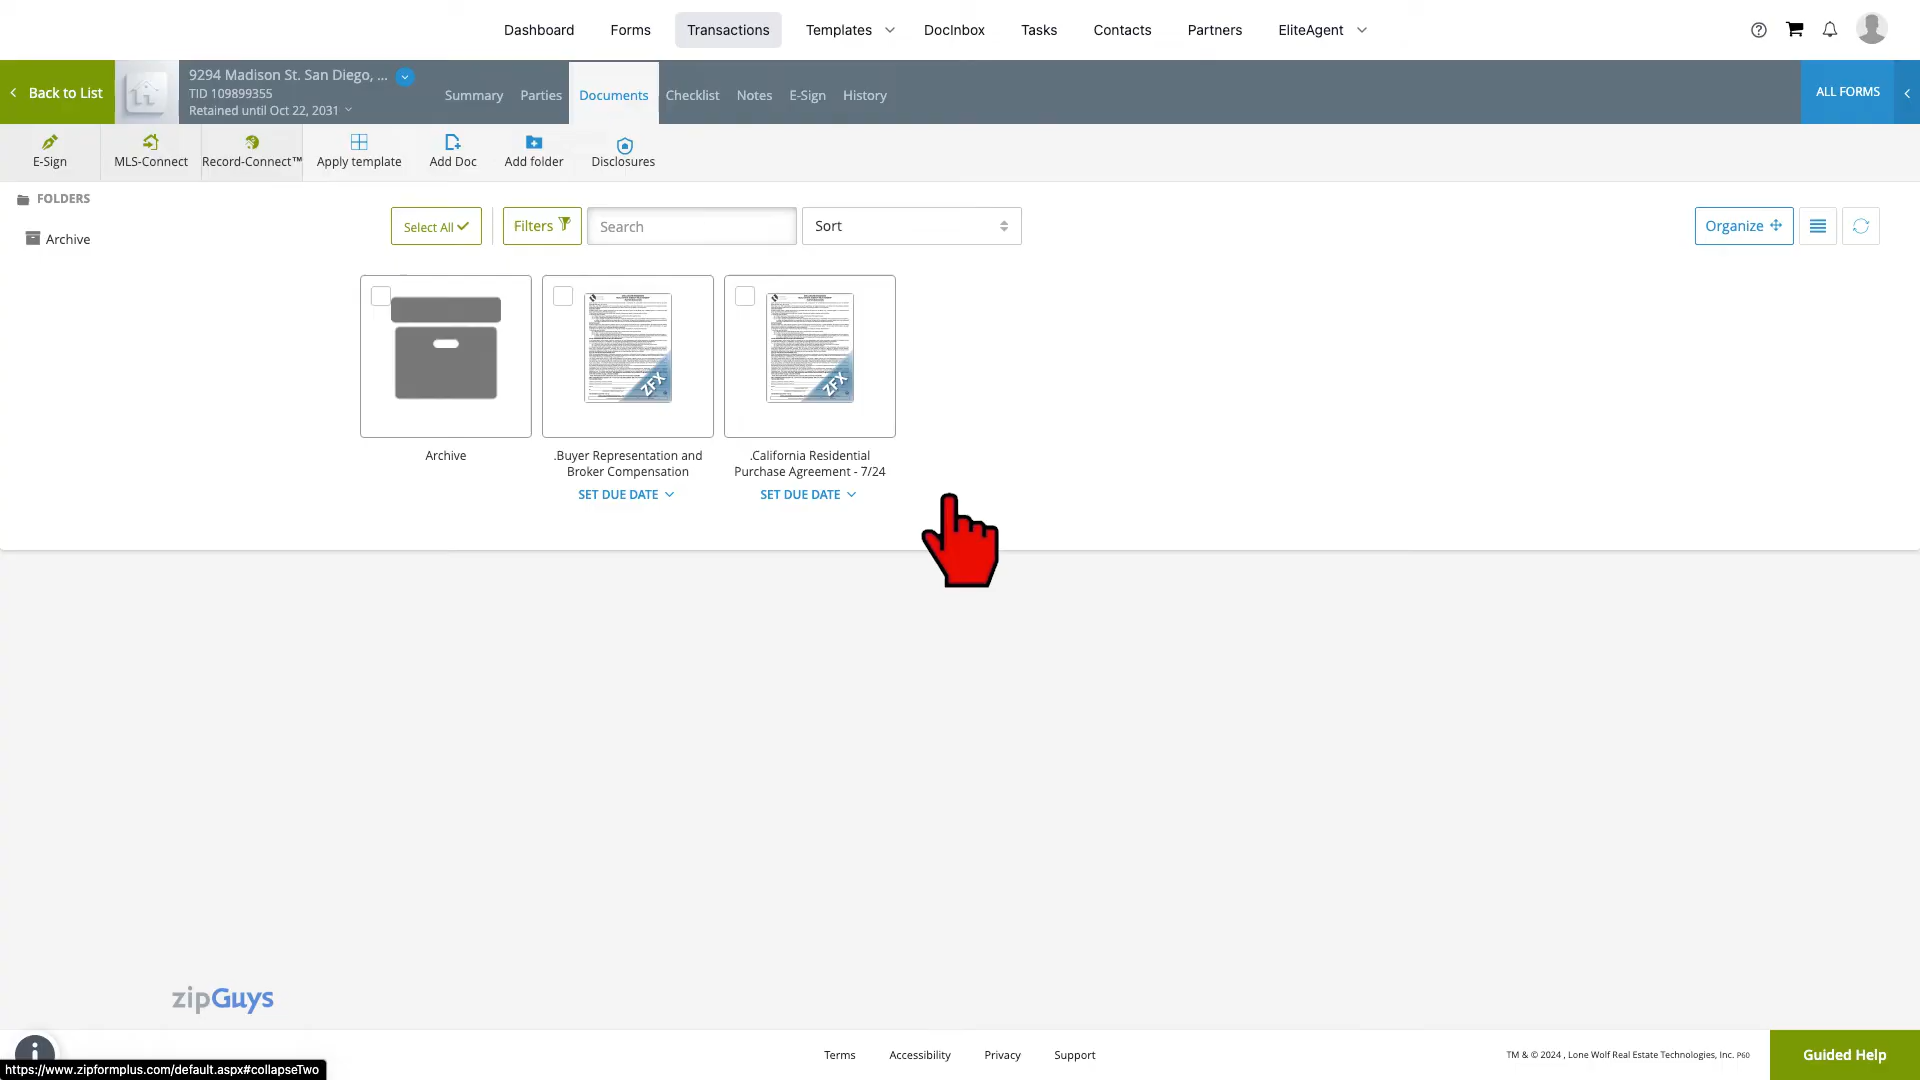 Dashboard
Forms
Transactions
Templates
DocInbox
Tasks
Contacts
Partners
EliteAgent
Back to List
9294 Madison St. San Diego, ...
TID 109899355
Retained until Oct 22, 2031
Summary
Parties
Documents
Checklist
Notes
E-Sign
History
ALL FORMS
E-Sign
MLS-Connect
Record-Connect™
Apply template
Add Doc
Add folder
Disclosures
FOLDERS
Archive
Select All
Filters
Search
Sort
Organize
ZFX
ZFX
Archive
.Buyer Representation and
Broker Compensation
SET DUE DATE
.California Residential
Purchase Agreement - 7/24
SET DUE DATE
zipGuys
Terms
Accessibility
Privacy
Support
TM & © 2024 , Lone Wolf Real Estate Technologies, Inc. P60
Guided Help
https://www.zipformplus.com/default.aspx#collapseTwo